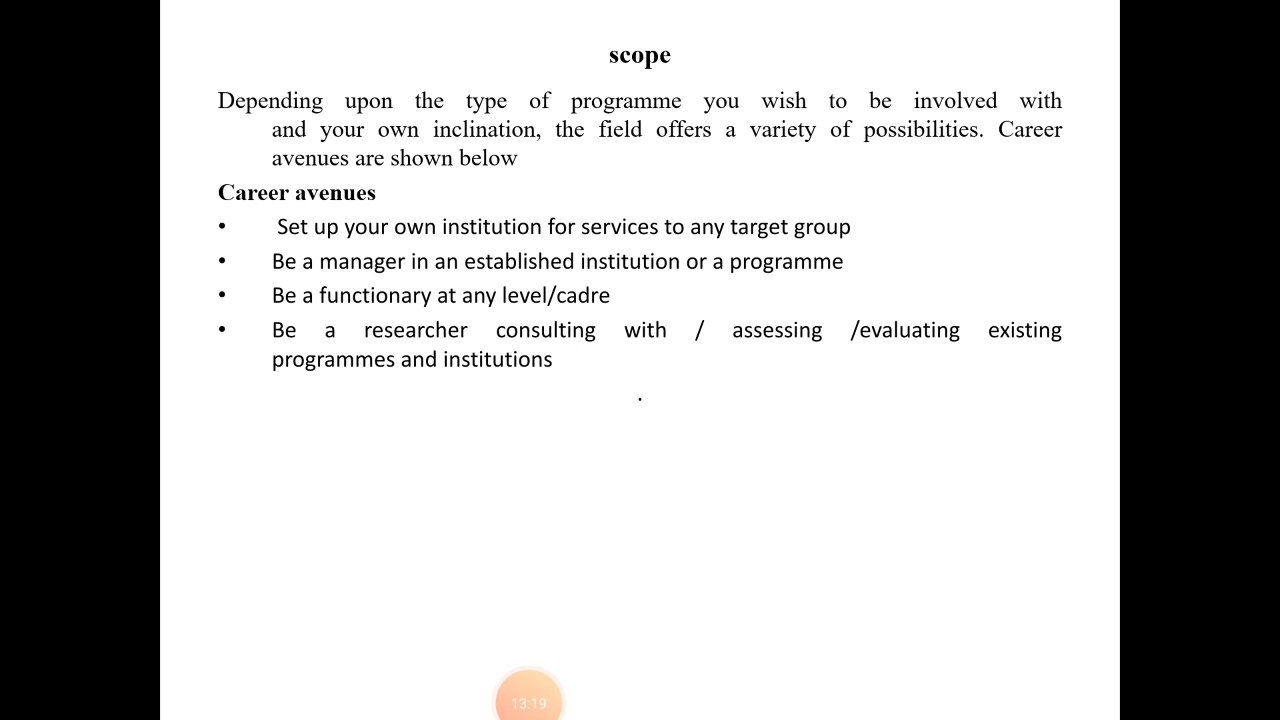 scope
Depending upon the type of programme you wish to be involved with
and your own inclination, the field offers a variety of possibilities. Career
avenues are shown below
Career avenues
• Set up your own institution for services to any target group
• Be a manager in an established institution or a programme
• Be a functionary at any level/cadre
• Be a researcher consulting with / assessing /evaluating existing
programmes and institutions
.
13:19